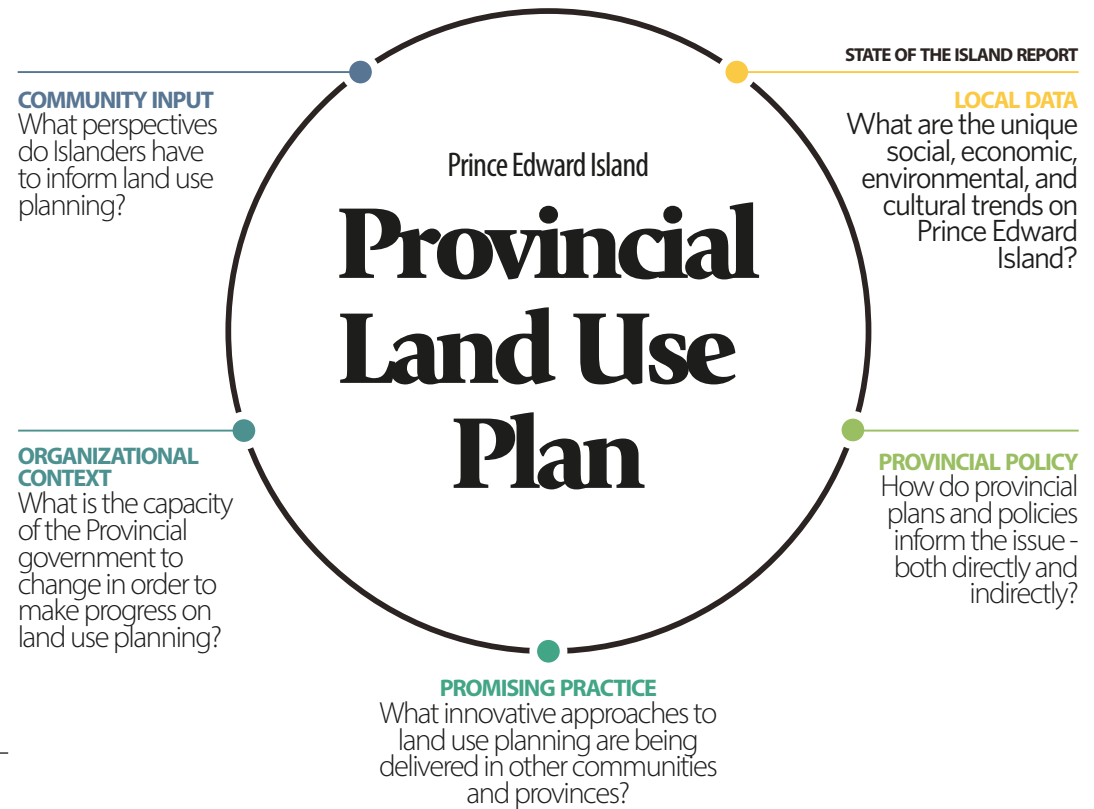 COMMUNITY INPUT
What perspectives
do Islanders have
to inform land use
planning?
STATE OF THE ISLAND REPORT
LOCAL DATA
What are the unique
social, economic,
environmental, and
cultural trends on
Prince Edward
Island?
Prince Edward Island
Provincial
Land Use
Plan
ORGANIZATIONAL
CONTEXT
What is the capacity
of the Provincial
government to
change in order to
make progress on
land use planning?
PROVINCIAL POLICY
How do provincial
plans and policies
inform the issue -
both directly and
indirectly?
PROMISING PRACTICE
What innovative approaches to
land use planning are being
delivered in other communities
and provinces?